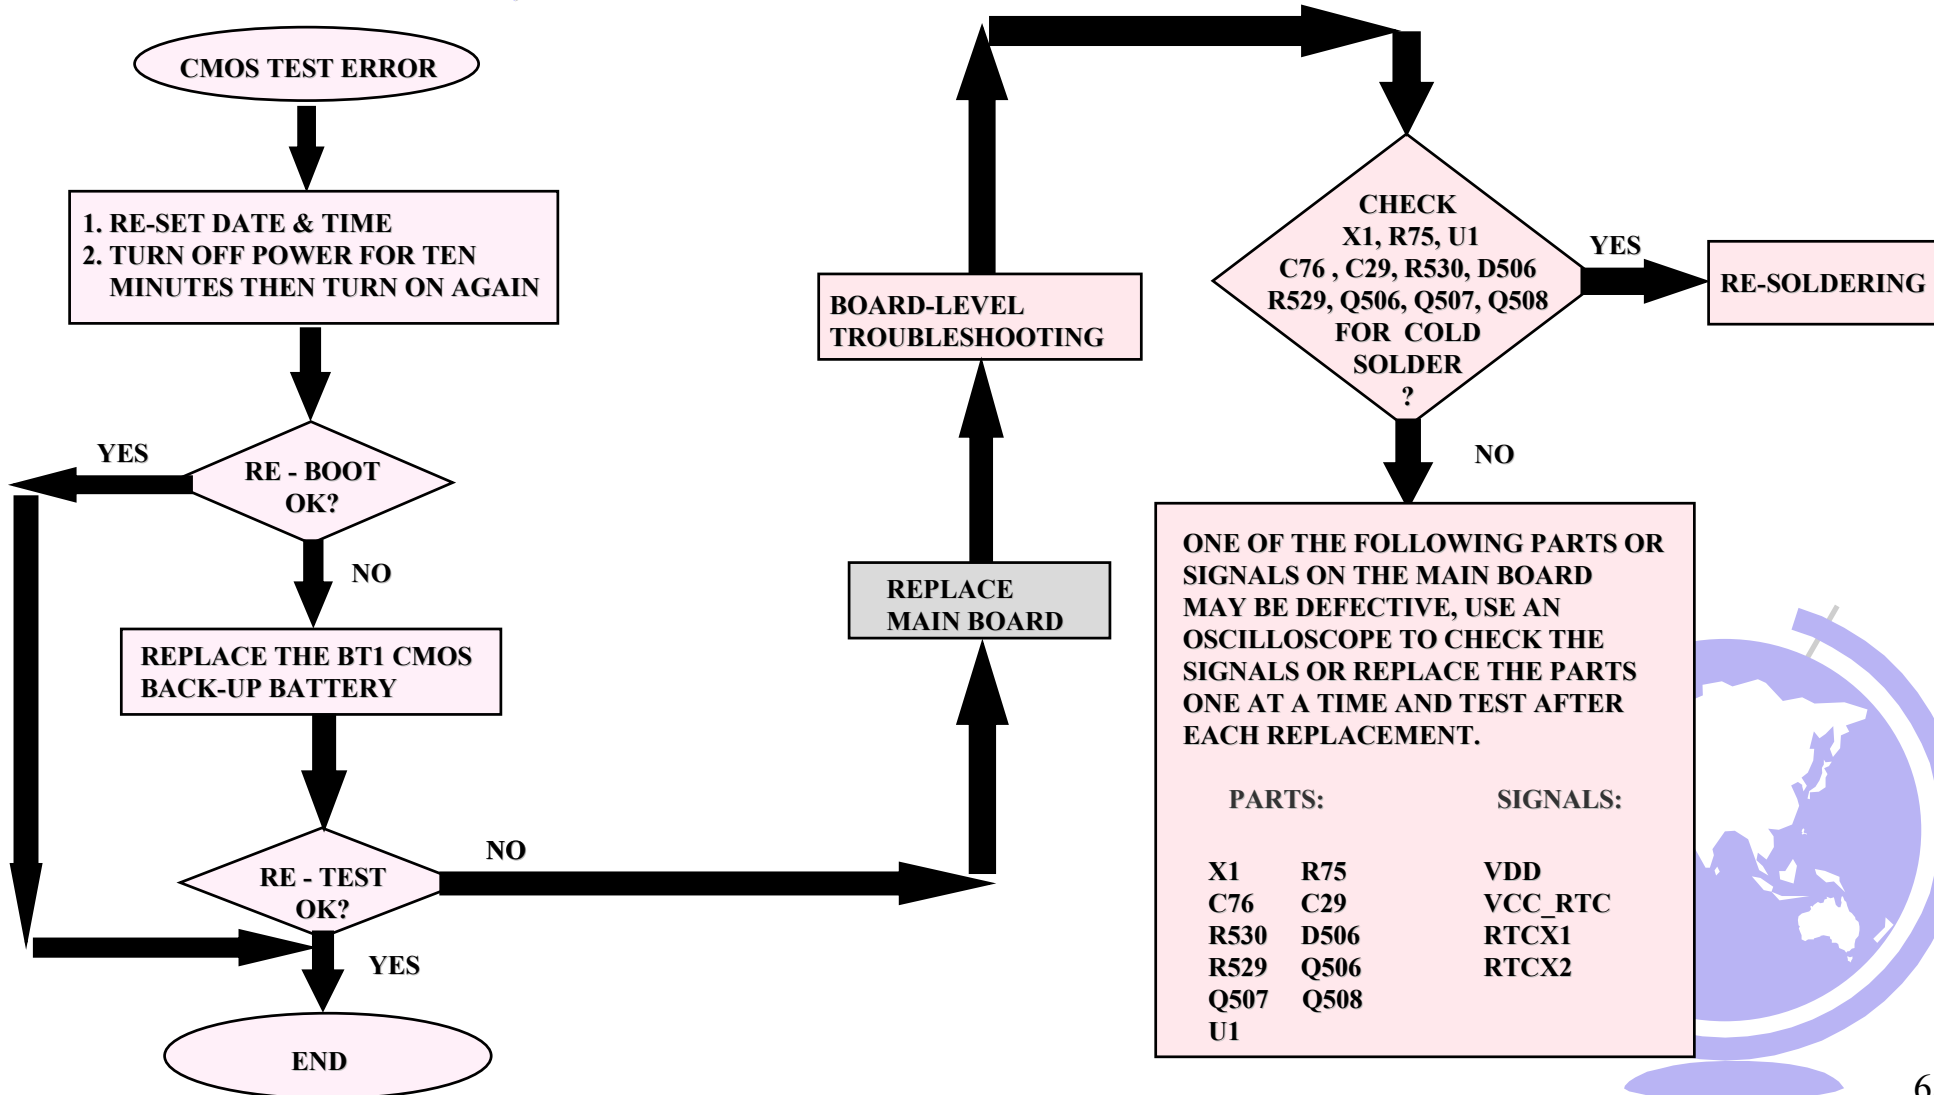 CMOS TEST ERROR
1. RE-SET DATE & TIME
2. TURN OFF POWER FOR TEN
MINUTES THEN TURN ON AGAIN
YES
RE - BOOT
OK?
NO
REPLACE THE BT1 CMOS
BACK-UP BATTERY
RE - TEST
OK?
NO
YES
END
REPLACE
MAIN BOARD
BOARD-LEVEL
TROUBLESHOOTING
CHECK
X1, R75, U1
C76 , C29, R530, D506
R529, Q506, Q507, Q508
FOR COLD
SOLDER
?
YES
RE-SOLDERING
NO
ONE OF THE FOLLOWING PARTS OR
SIGNALS ON THE MAIN BOARD
MAY BE DEFECTIVE, USE AN
OSCILLOSCOPE TO CHECK THE
SIGNALS OR REPLACE THE PARTS
ONE AT A TIME AND TEST AFTER
EACH REPLACEMENT.
PARTS: SIGNALS:
X1 R75 VDD
C76 C29 VCC_RTC
R530 D506 RTCX1
R529 Q506 RTCX2
Q507 Q508
U1
6